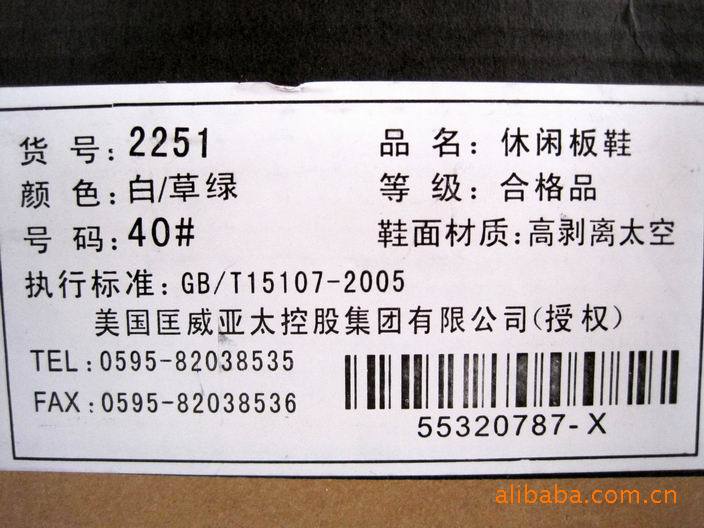 货 号: 2251 品 名: 休闲板鞋
颜 色: 白/草绿 等 级: 合格品
号 码: 40# 鞋面材质: 高剥离太空
执行标准: GB/T15107-2005
美国匡威亚太控股集团有限公司(授权)
TEL: 0595-82038535
FAX: 0595-82038536
55320787-X
alibaba.com.cn